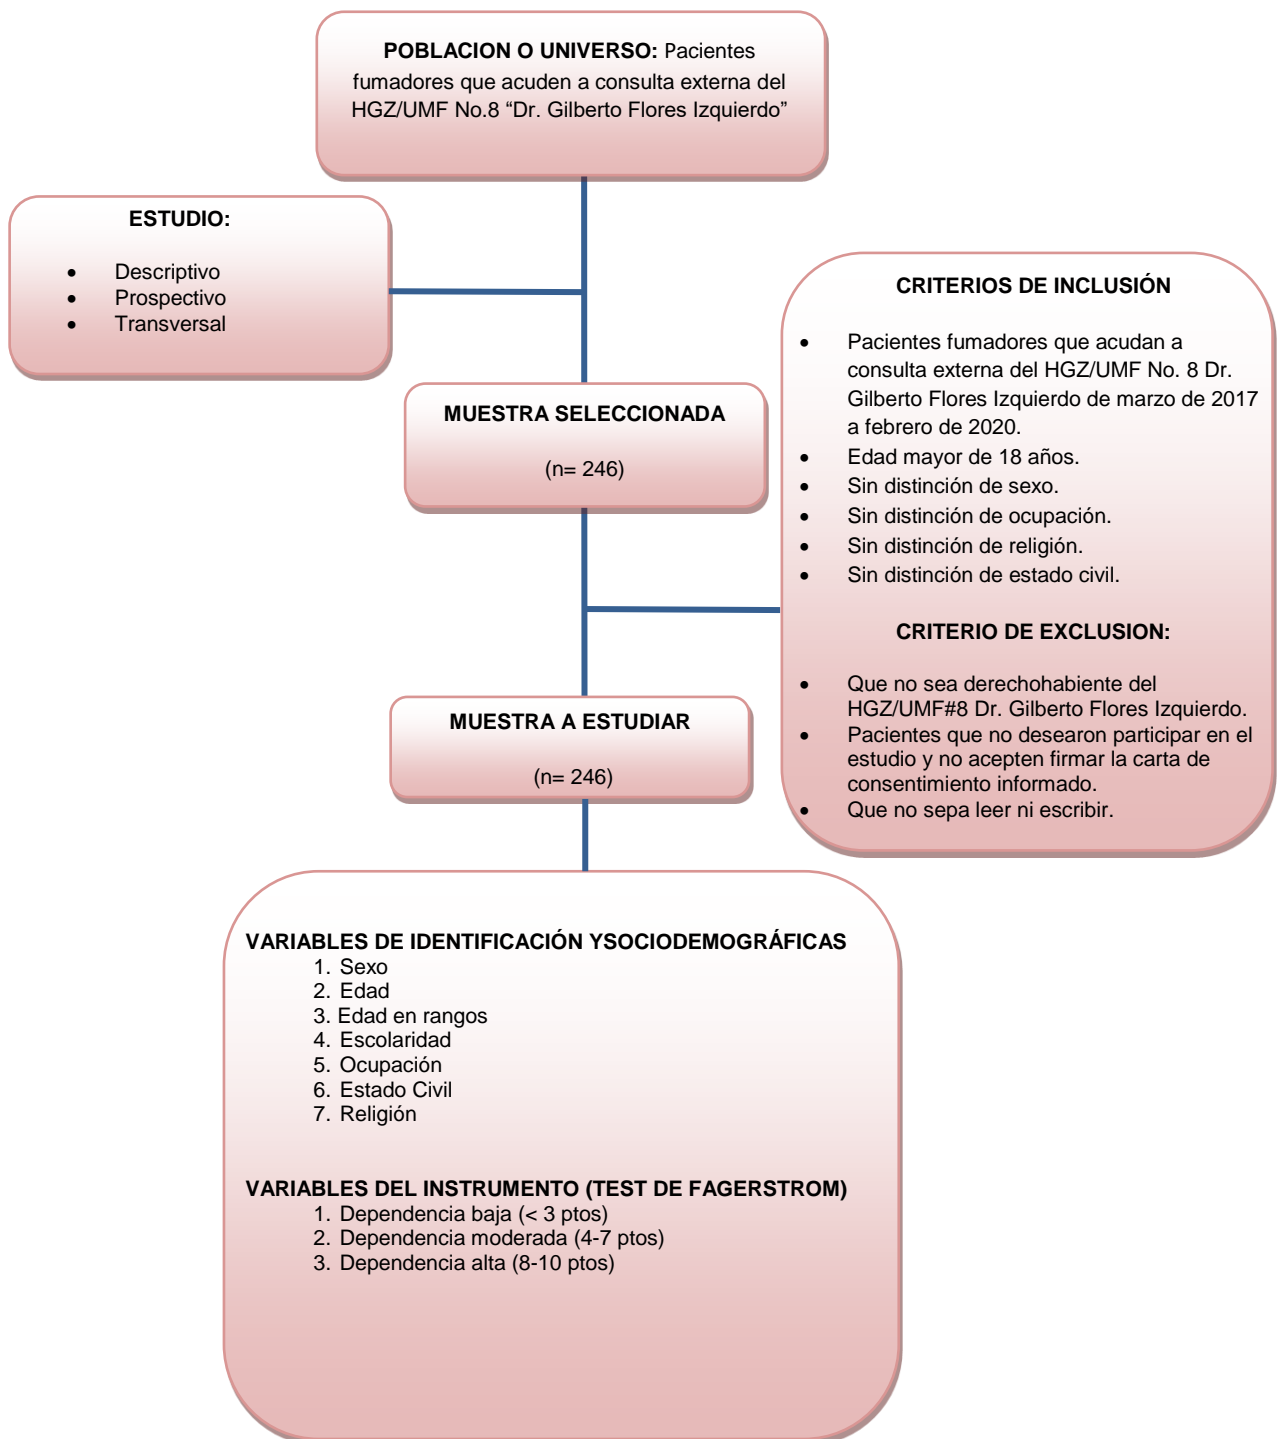 POBLACION O UNIVERSO: Pacientes
fumadores que acuden a consulta externa del
HGZ/UMF No.8 “Dr. Gilberto Flores Izquierdo”
ESTUDIO:
• Descriptivo
• Prospectivo
• Transversal
MUESTRA SELECCIONADA
(n= 246)
CRITERIOS DE INCLUSIÓN
• Pacientes fumadores que acudan a
consulta externa del HGZ/UMF No. 8 Dr.
Gilberto Flores Izquierdo de marzo de 2017
a febrero de 2020.
• Edad mayor de 18 años.
• Sin distinción de sexo.
• Sin distinción de ocupación.
• Sin distinción de religión.
• Sin distinción de estado civil.
CRITERIO DE EXCLUSION:
• Que no sea derechohabiente del
HGZ/UMF#8 Dr. Gilberto Flores Izquierdo.
• Pacientes que no desearon participar en el
estudio y no acepten firmar la carta de
consentimiento informado.
• Que no sepa leer ni escribir.
MUESTRA A ESTUDIAR
(n= 246)
VARIABLES DE IDENTIFICACIÓN YSOCIODEMOGRÁFICAS
1. Sexo
2. Edad
3. Edad en rangos
4. Escolaridad
5. Ocupación
6. Estado Civil
7. Religión
VARIABLES DEL INSTRUMENTO (TEST DE FAGERSTROM)
1. Dependencia baja (< 3 ptos)
2. Dependencia moderada (4-7 ptos)
3. Dependencia alta (8-10 ptos)